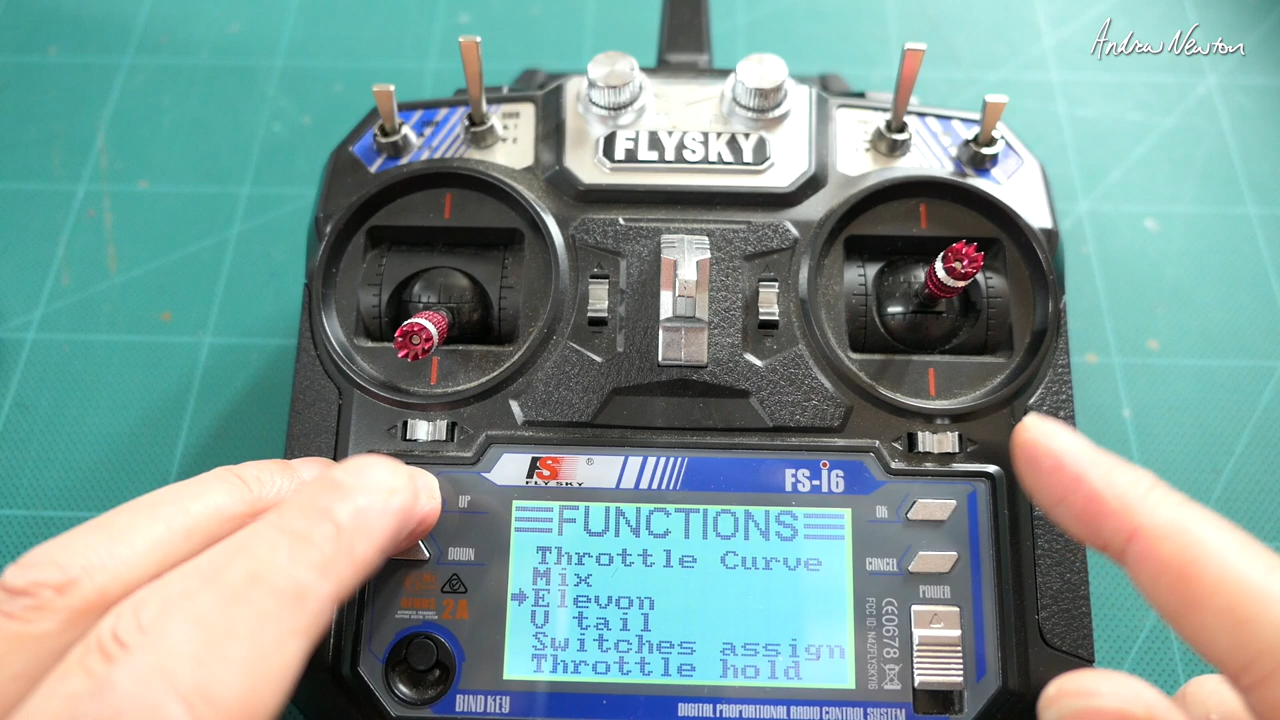 Andrew Newton
FLYSKY
FS ®
FLY SKY
FS-i6
UP
DOWN
OK
CANCEL
POWER
FUNCTIONS
Throttle Curve
Mix
Elevon
V tail
Switches assign
Throttle hold
AFHDS 2A
CE0678
FCC ID: N4ZFLYSKYI6
BIND KEY
DIGITAL PROPORTIONAL RADIO CONTROL SYSTEM